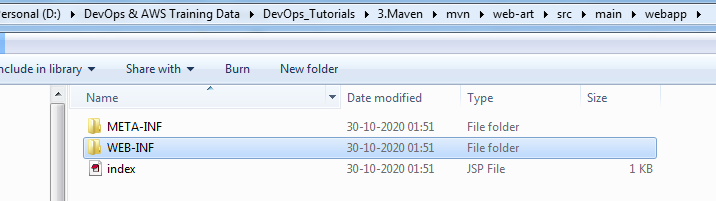 ersonal (D:) ▸ DevOps & AWS Training Data ▸ DevOps_Tutorials ▸ 3.Maven ▸ mvn ▸ web-art ▸ src ▸ main ▸ webapp ▸
nclude in library ▾ Share with ▾ Burn New folder
Name Date modified Type Size
META-INF 30-10-2020 01:51 File folder
WEB-INF 30-10-2020 01:51 File folder
index 30-10-2020 01:51 JSP File 1 KB